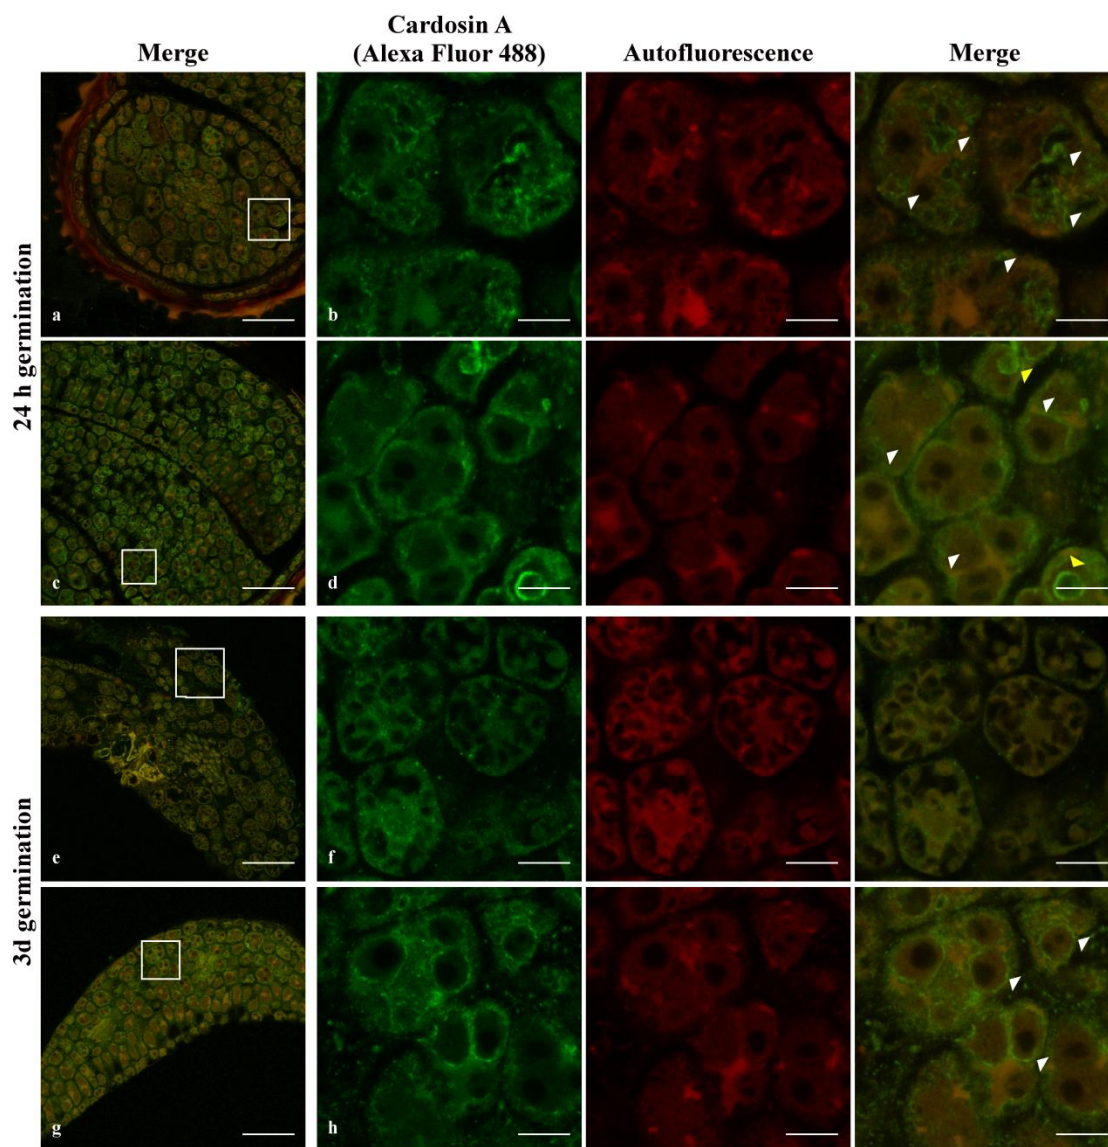 Cardosin A
Merge (Alexa Fluor 488) Autofluorescence Merge
24 h germination
a b
c d
3d germination
e f
g h